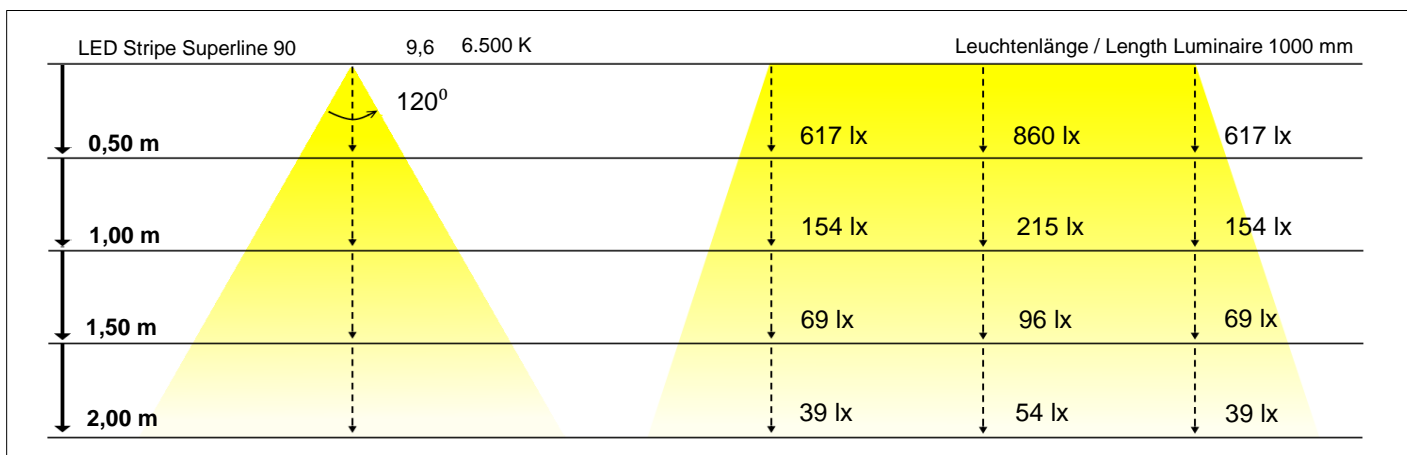 LED Stripe Superline 90 9,6 6.500 K Leuchtenlänge / Length Luminaire 1000 mm
120⁰
0,50 m 617 lx 860 lx 617 lx
1,00 m 154 lx 215 lx 154 lx
1,50 m 69 lx 96 lx 69 lx
2,00 m 39 lx 54 lx 39 lx